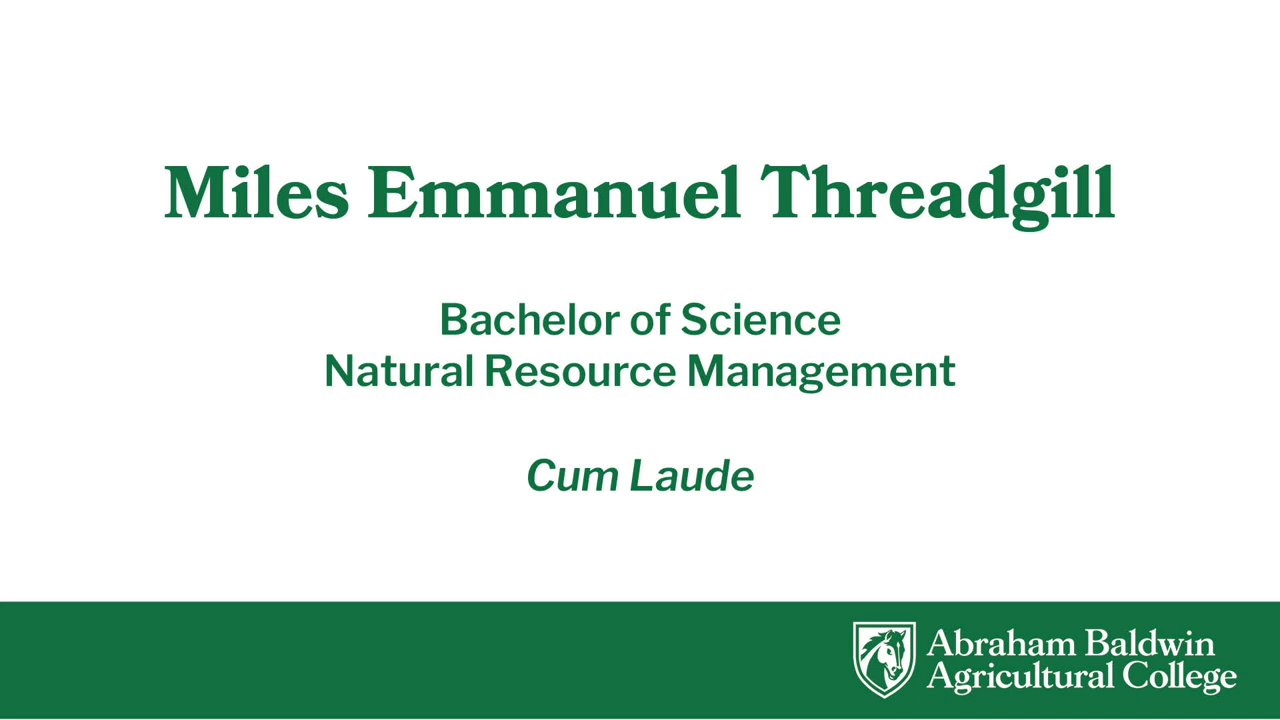 Miles Emmanuel Threadgill
Bachelor of Science
Natural Resource Management
Cum Laude
Abraham Baldwin
Agricultural College